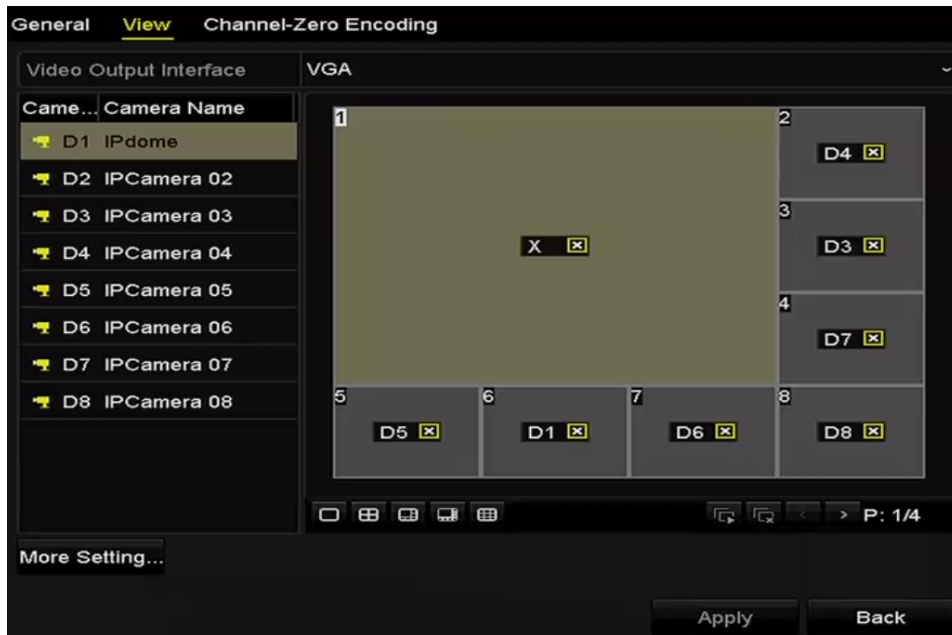 General View Channel-Zero Encoding
Video Output Interface VGA
Came... Camera Name
D1 IPdome
D2 IPCamera 02
D3 IPCamera 03
D4 IPCamera 04
D5 IPCamera 05
D6 IPCamera 06
D7 IPCamera 07
D8 IPCamera 08
1
X
2
D4
3
D3
4
D7
5
D5
6
D1
7
D6
8
D8
P: 1/4
More Setting...
Apply Back